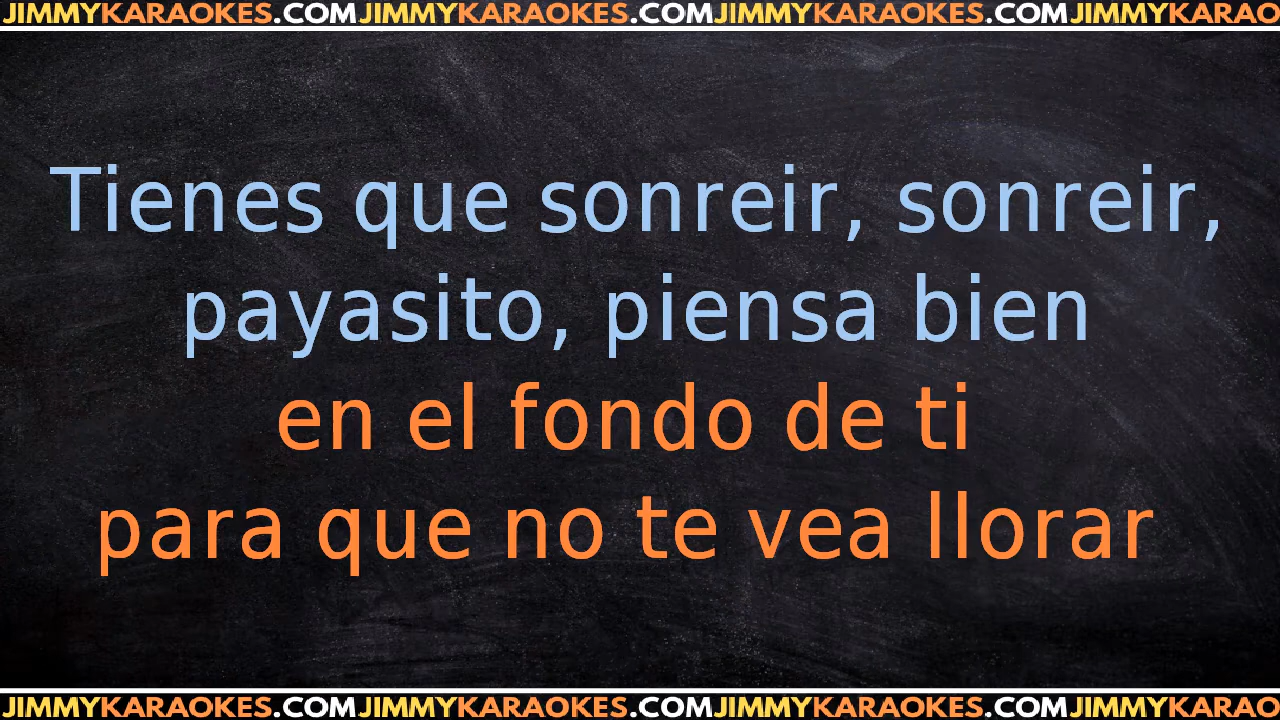 JIMMYKARAOKES.COMJIMMYKARAOKES.COMJIMMYKARAOKES.COMJIMMYKARAO
Tienes que sonreir, sonreir,
payasito, piensa bien
en el fondo de ti
para que no te vea llorar
JIMMYKARAOKES.COMJIMMYKARAOKES.COMJIMMYKARAOKES.COMJIMMYKARAO